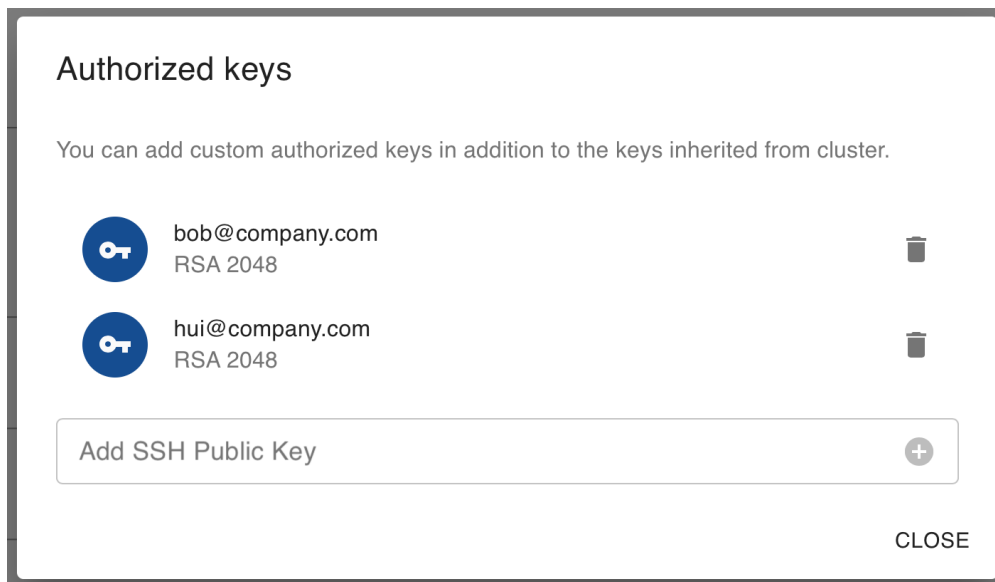 Authorized keys
You can add custom authorized keys in addition to the keys inherited from cluster.
bob@company.com
RSA 2048
hui@company.com
RSA 2048
Add SSH Public Key
CLOSE